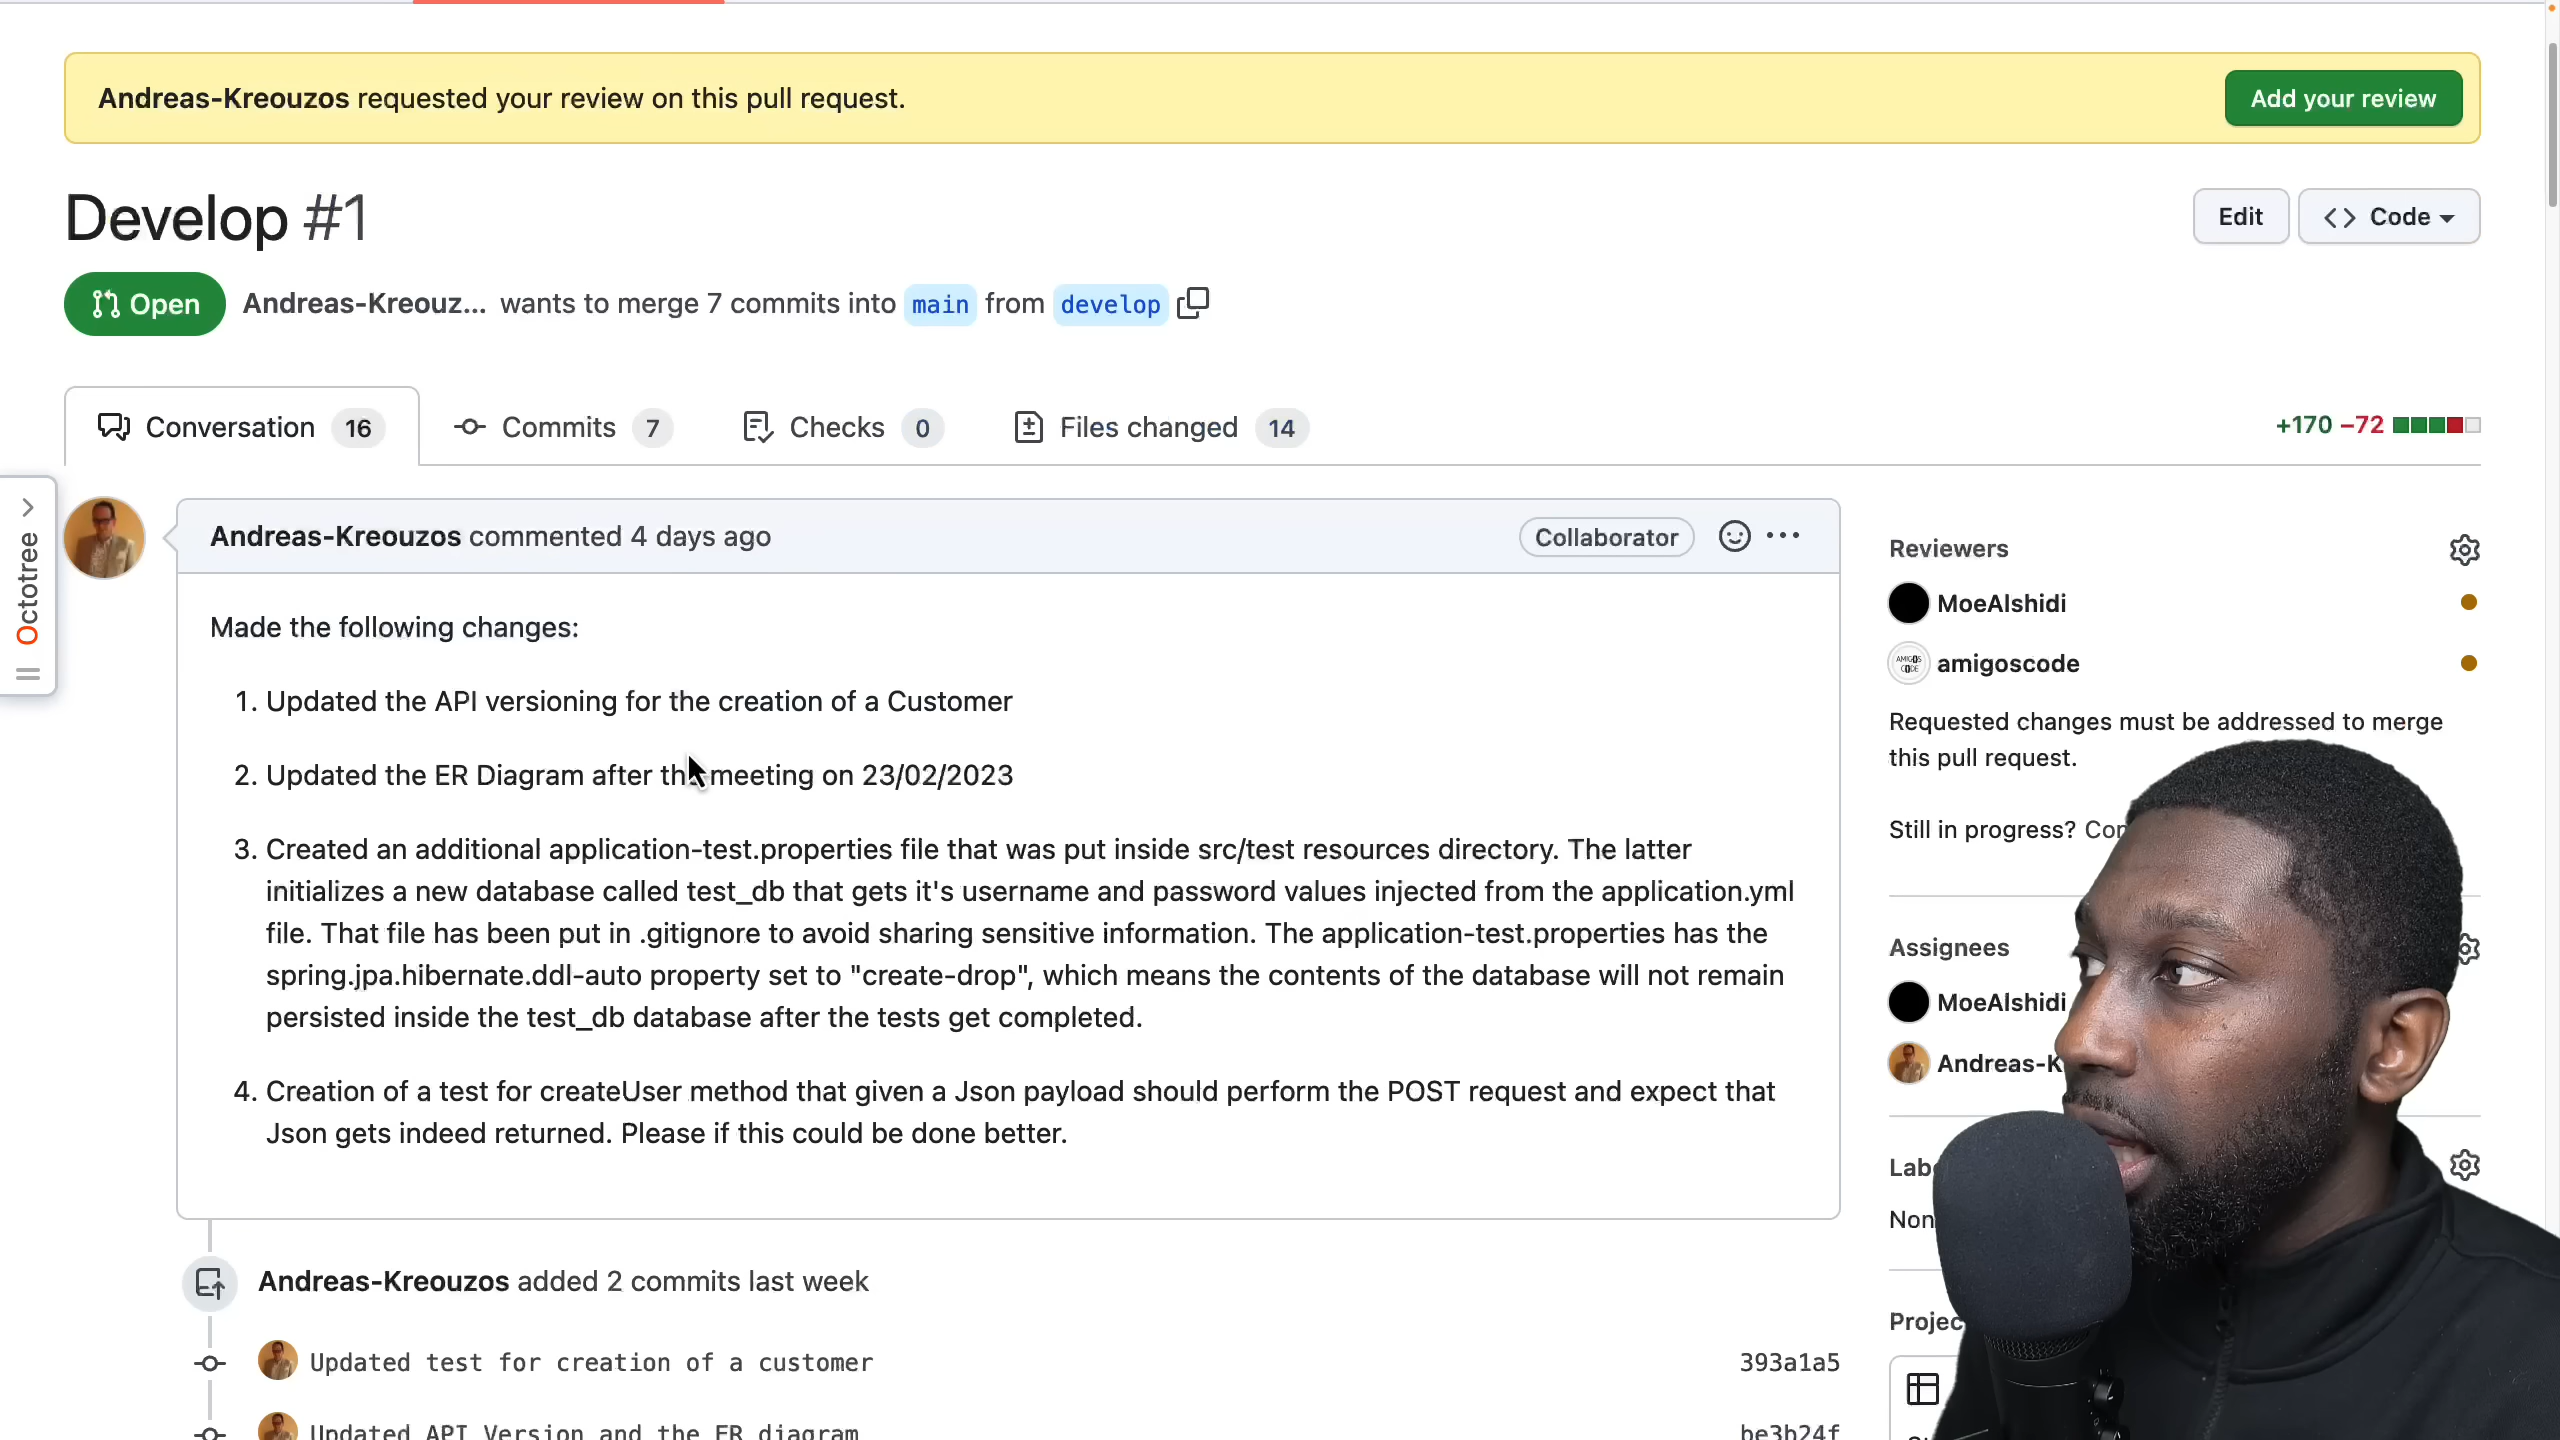 Andreas-Kreouzos requested your review on this pull request.
Add your review
Develop #1
Edit
Code
Open
Andreas-Kreouz... wants to merge 7 commits into main from develop
Conversation 16
Commits 7
Checks 0
Files changed 14
+170 −72
Octotree
Andreas-Kreouzos commented 4 days ago
Collaborator
Made the following changes:
1. Updated the API versioning for the creation of a Customer
2. Updated the ER Diagram after the meeting on 23/02/2023
3. Created an additional application-test.properties file that was put inside src/test resources directory. The latter
initializes a new database called test_db that gets it's username and password values injected from the application.yml
file. That file has been put in .gitignore to avoid sharing sensitive information. The application-test.properties has the
spring.jpa.hibernate.ddl-auto property set to "create-drop", which means the contents of the database will not remain
persisted inside the test_db database after the tests get completed.
4. Creation of a test for createUser method that given a Json payload should perform the POST request and expect that
Json gets indeed returned. Please if this could be done better.
Andreas-Kreouzos added 2 commits last week
Updated test for creation of a customer
393a1a5
Updated API Version and the ER diagram
be3b24f
Reviewers
MoeAlshidi
AMIGOS CODE
amigoscode
Requested changes must be addressed to merge
this pull request.
Still in progress? Con
Assignees
MoeAlshidi
Andreas-K
Lab
Non
Projec